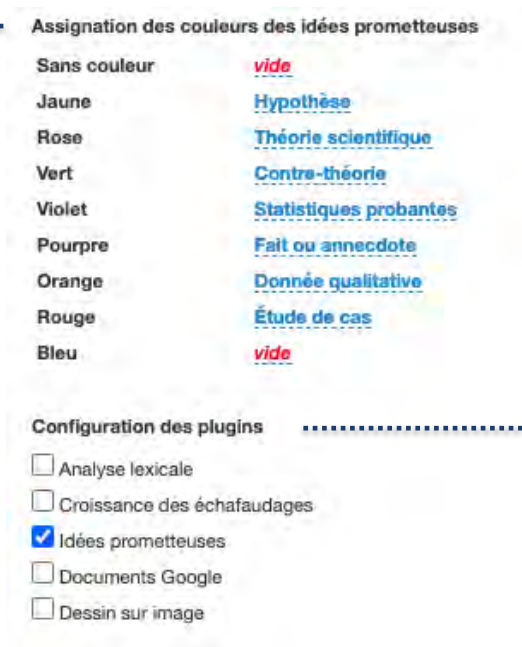 Assignation des couleurs des idées promettteuses
Sans couleur vide
Jaune Hypothèse
Rose Théorie scientifique
Vert Contre-théorie
Violet Statistiques probantes
Pourpre Fait ou annecdote
Orange Donnée qualitative
Rouge Étude de cas
Bleu vide
Configuration des plugins
Analyse lexicale
Croissance des échafaudages
Idées prometteuses
Documents Google
Dessin sur image